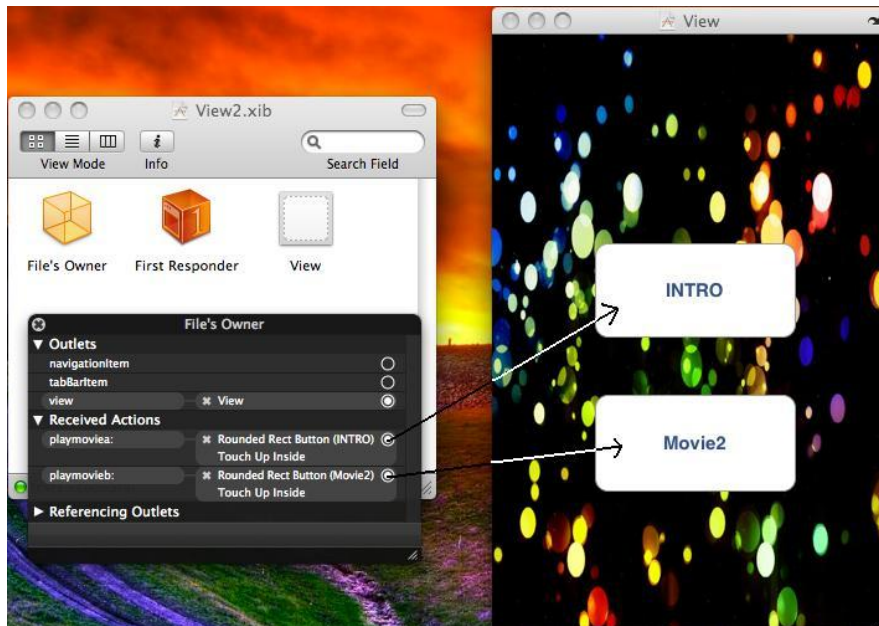 View2.xib
View Mode
Info
Search Field
File's Owner
First Responder
1
View
File's Owner
Outlets
navigationItem
tabBarItem
view
View
Received Actions
playmoviea:
Rounded Rect Button (INTRO)
Touch Up Inside
playmovieb:
Rounded Rect Button (Movie2)
Touch Up Inside
Referencing Outlets
View
INTRO
Movie2